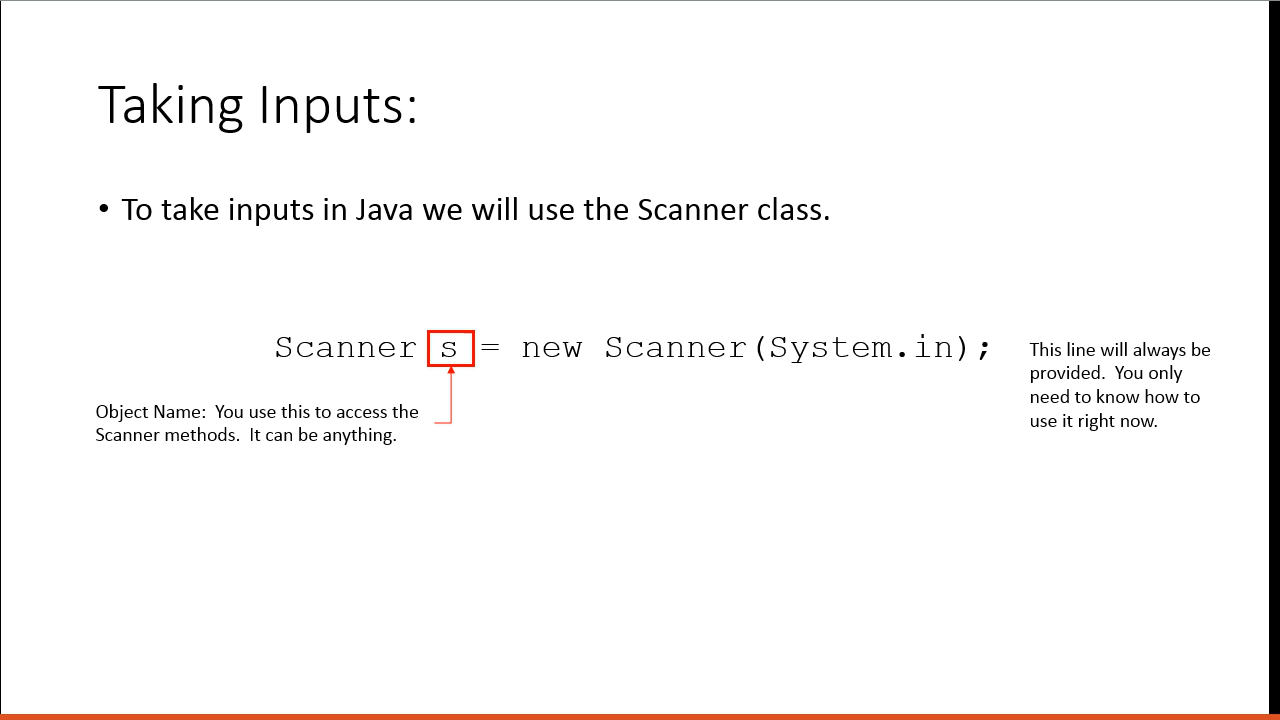 Taking Inputs:
• To take inputs in Java we will use the Scanner class.
Scanner s = new Scanner(System.in);
This line will always be
provided.  You only
need to know how to
use it right now.
Object Name:  You use this to access the
Scanner methods.  It can be anything.